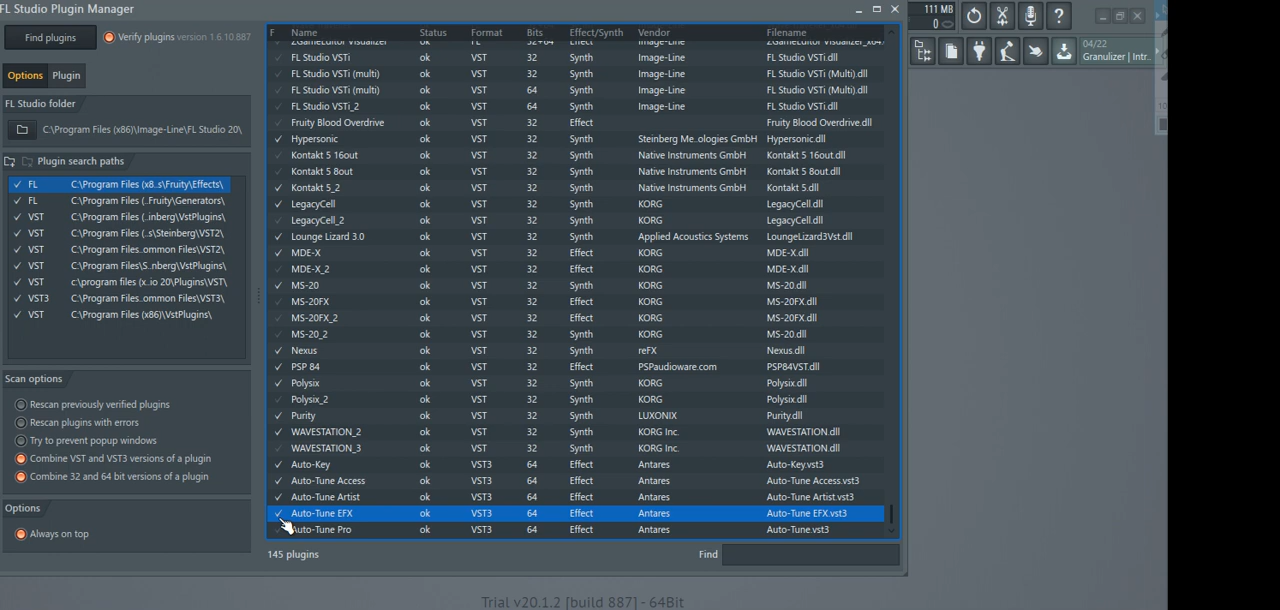 FL Studio Plugin Manager
Find plugins
Verify plugins version 1.6 10.887
Options Plugin
FL Studio folder
C:\Program Files (x86)\Image-Line\FL Studio 20\
Plugin search paths
FL C:\Program Files (x8..s\Fruity\Effects\
FL C:\Program Files (..Fruity\Generators\
VST C:\Program Files (..inberg\VstPlugins\
VST C:\Program Files (..s\Steinberg\VST2\
VST C:\Program Files..ommon Files\VST2\
VST C:\Program Files\S..nberg\VstPlugins\
VST c:\program files (x..io 20\Plugins\VST\
VST3 C:\Program Files..ommon Files\VST3\
VST C:\Program Files (x86)\VstPlugins\
Scan options
Rescan previously verified plugins
Rescan plugins with errors
Try to prevent popup windows
Combine VST and VST3 versions of a plugin
Combine 32 and 64 bit versions of a plugin
Options
Always on top
F Name Status Format Bits Effect/Synth Vendor Filename
ZGameEditor Visualizer ok FL 32+64 Effect Image-Line ZGameEditor Visualizer_x64.
FL Studio VSTi ok VST 32 Synth Image-Line FL Studio VSTi.dll
FL Studio VSTi (multi) ok VST 32 Synth Image-Line FL Studio VSTi (Multi).dll
FL Studio VSTi (multi) ok VST 64 Synth Image-Line FL Studio VSTi (Multi).dll
FL Studio VSTi_2 ok VST 64 Synth Image-Line FL Studio VSTi.dll
Fruity Blood Overdrive ok VST 32 Effect Fruity Blood Overdrive.dll
Hypersonic ok VST 32 Synth Steinberg Me..ologies GmbH Hypersonic.dll
Kontakt 5 16out ok VST 32 Synth Native Instruments GmbH Kontakt 5 16out.dll
Kontakt 5 8out ok VST 32 Synth Native Instruments GmbH Kontakt 5 8out.dll
Kontakt 5_2 ok VST 32 Synth Native Instruments GmbH Kontakt 5.dll
LegacyCell ok VST 32 Synth KORG LegacyCell.dll
LegacyCell_2 ok VST 32 Synth KORG LegacyCell.dll
Lounge Lizard 3.0 ok VST 32 Synth Applied Acoustics Systems LoungeLizard3Vst.dll
MDE-X ok VST 32 Effect KORG MDE-X.dll
MDE-X_2 ok VST 32 Effect KORG MDE-X.dll
MS-20 ok VST 32 Synth KORG MS-20.dll
MS-20FX ok VST 32 Effect KORG MS-20FX.dll
MS-20FX_2 ok VST 32 Effect KORG MS-20FX.dll
MS-20_2 ok VST 32 Synth KORG MS-20.dll
Nexus ok VST 32 Synth reFX Nexus.dll
PSP 84 ok VST 32 Effect PSPaudioware.com PSP84VST.dll
Polysix ok VST 32 Synth KORG Polysix.dll
Polysix_2 ok VST 32 Synth KORG Polysix.dll
Purity ok VST 32 Synth LUXONIX Purity.dll
WAVESTATION_2 ok VST 32 Synth KORG Inc. WAVESTATION.dll
WAVESTATION_3 ok VST 32 Synth KORG Inc. WAVESTATION.dll
Auto-Key ok VST3 64 Effect Antares Auto-Key.vst3
Auto-Tune Access ok VST3 64 Effect Antares Auto-Tune Access.vst3
Auto-Tune Artist ok VST3 64 Effect Antares Auto-Tune Artist.vst3
Auto-Tune EFX ok VST3 64 Effect Antares Auto-Tune EFX.vst3
Auto-Tune Pro ok VST3 64 Effect Antares Auto-Tune.vst3
145 plugins
Find
111 MB
0
?
04/22
Granulizer | Intr..
10
Trial v20.1.2 [build 887] - 64Bit